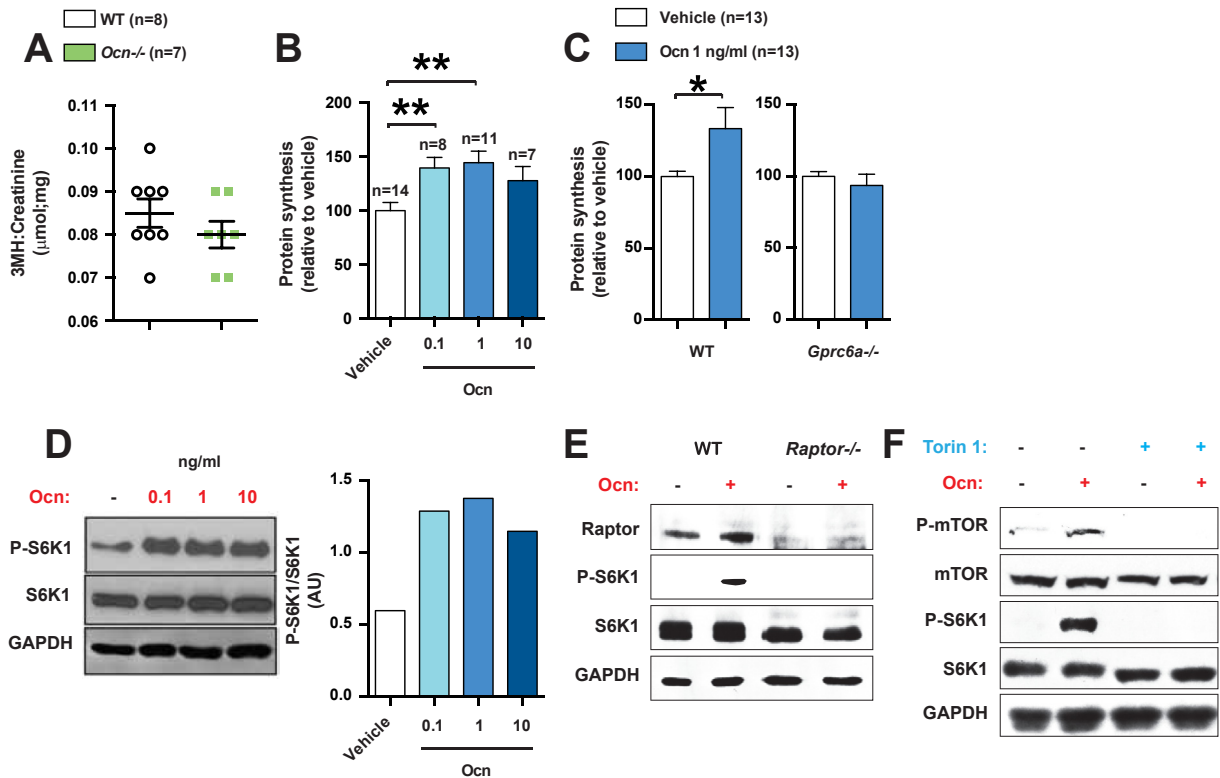 A
WT (n=8)
Ocn-/- (n=7)
3MH:Creatinine
(μmol;mg)
0.10
0.09
0.08
0.07
0.06
B
Protein synthesis
(relative to vehicle)
200
150
100
50
0
**
**
n=14
n=8
n=11
n=7
Vehicle
0.1
1
10
Ocn
C
Vehicle (n=13)
Ocn 1 ng/ml (n=13)
Protein synthesis
(relative to vehicle)
150
100
50
0
*
WT
150
100
50
0
Gprc6a-/-
D
ng/ml
Ocn: - 0.1 1 10
P-S6K1
S6K1
GAPDH
P-S6K1/S6K1
(AU)
1.5
1.0
0.5
0.0
Vehicle
0.1
1
10
Ocn
E
WT Raptor-/-
Ocn: - + - +
Raptor
P-S6K1
S6K1
GAPDH
F
Torin 1: - - + +
Ocn: - + - +
P-mTOR
mTOR
P-S6K1
S6K1
GAPDH